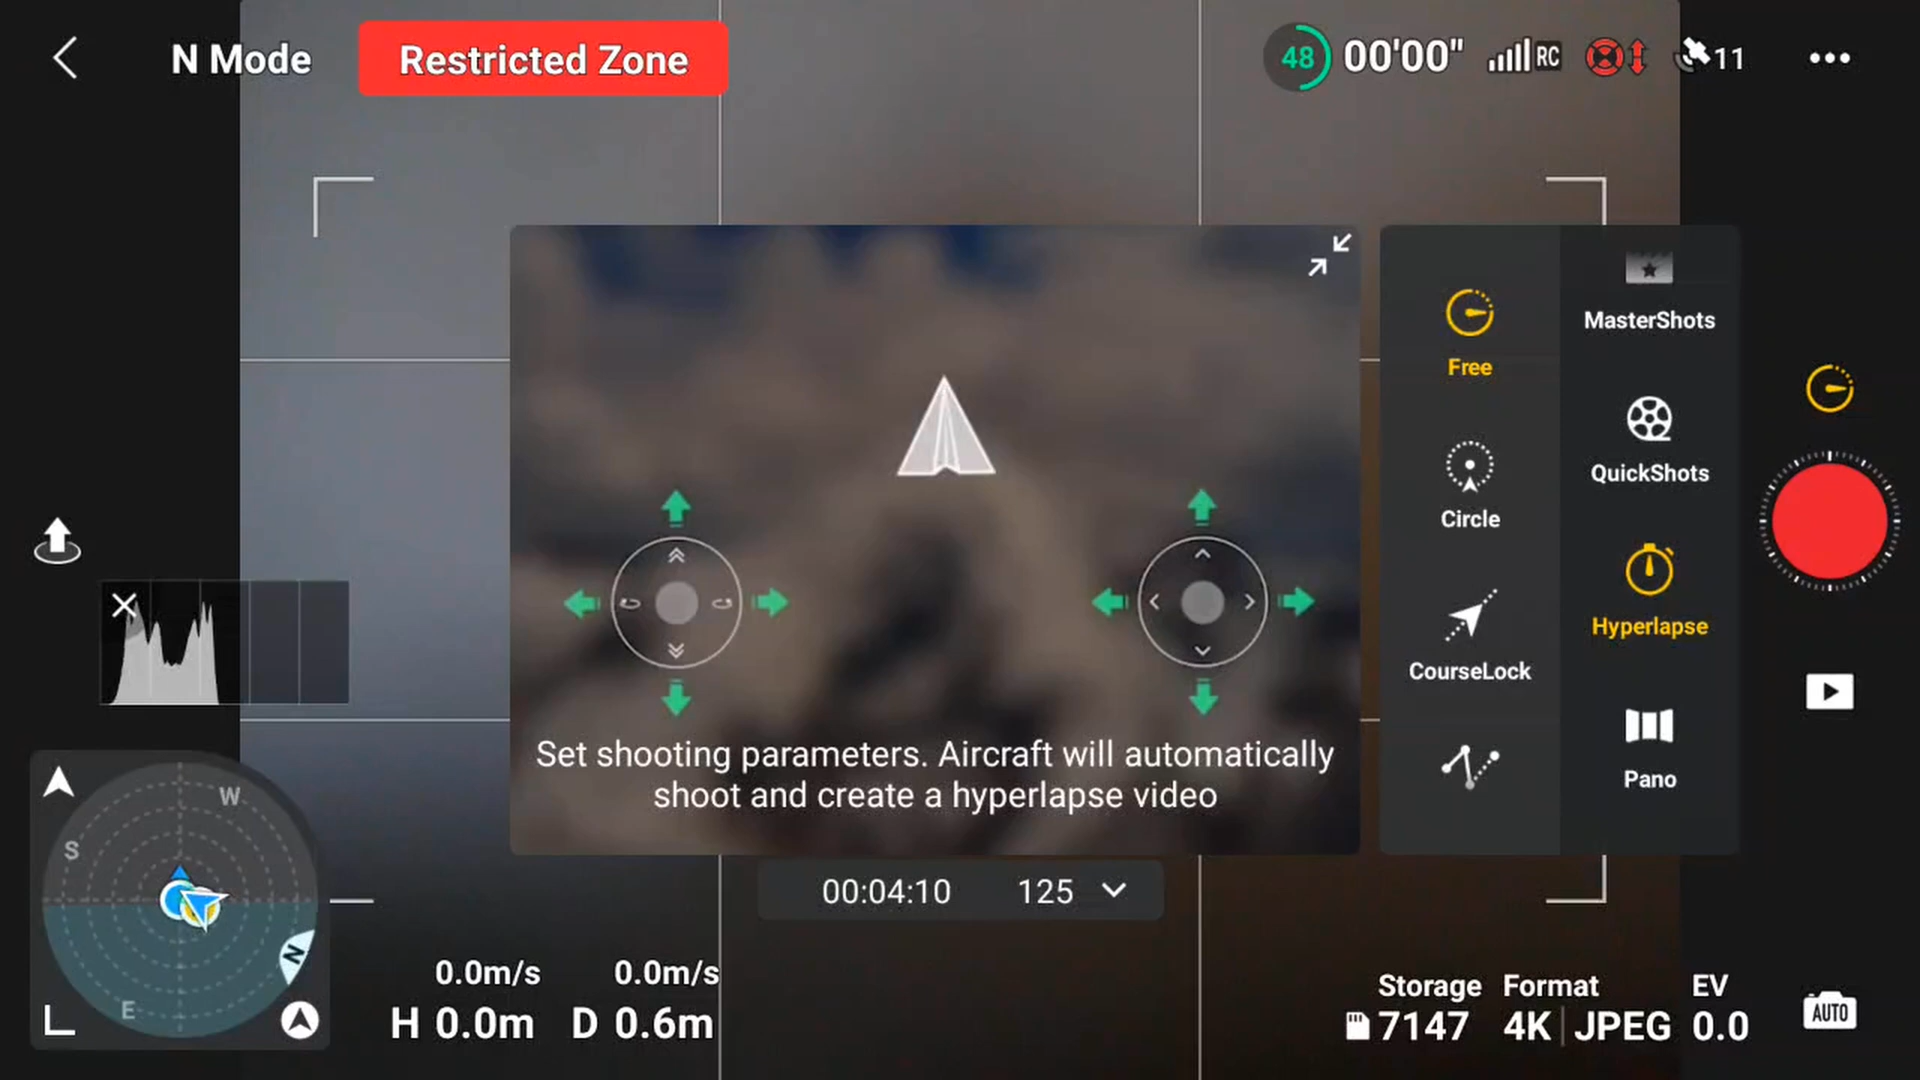 N Mode
Restricted Zone
48
00'00"
RC
11
Free
MasterShots
Circle
QuickShots
CourseLock
Hyperlapse
Pano
Set shooting parameters. Aircraft will automatically
shoot and create a hyperlapse video
00:04:10 125
W
S
N
E
0.0m/s 0.0m/s
H 0.0m D 0.6m
Storage Format EV
7147 4K JPEG 0.0
AUTO